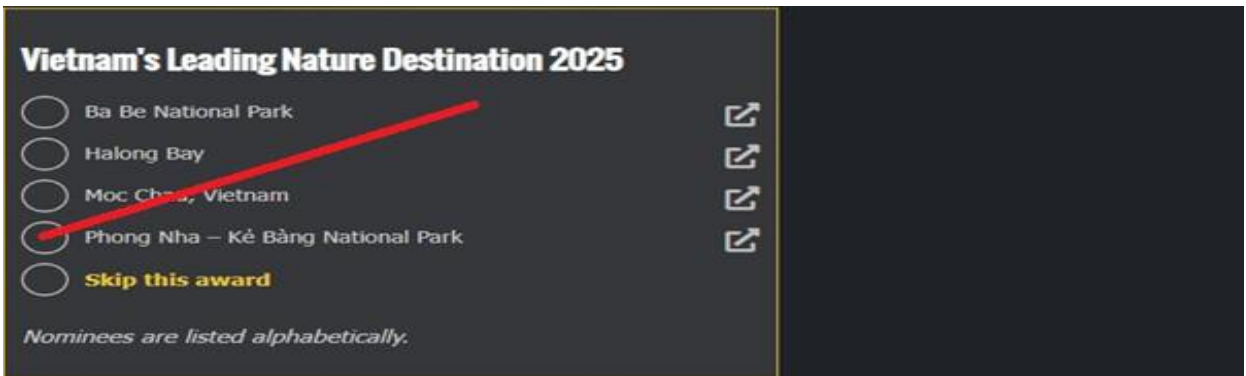 Vietnam's Leading Nature Destination 2025
Ba Be National Park
Halong Bay
Moc Chau, Vietnam
Phong Nha – Kẻ Bàng National Park
Skip this award
Nominees are listed alphabetically.